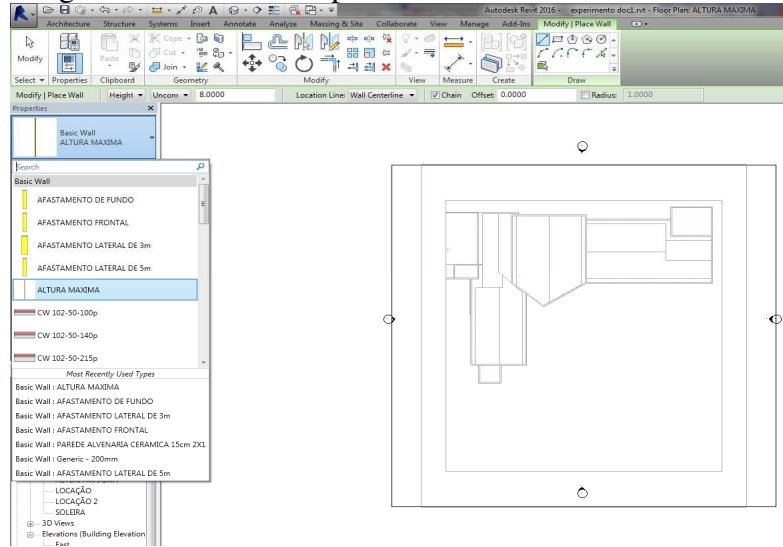 Autodesk Revit 2016 - experimento doc1.rvt - Floor Plan: ALTURA MAXIMA
Architecture Structure Systems Insert Annotate Analyze Massing & Site Collaborate View Manage Add-Ins Modify | Place Wall
Modify Paste Cope Cut Join
Select Properties Clipboard Geometry Modify View Measure Create Draw
Modify | Place Wall Height Unconr 8.0000 Location Line: Wall Centerline Chain Offset: 0.0000 Radius: 1.0000
Properties
Basic Wall
ALTURA MAXIMA
Search
Basic Wall
AFASTAMENTO DE FUNDO
AFASTAMENTO FRONTAL
AFASTAMENTO LATERAL DE 3m
AFASTAMENTO LATERAL DE 5m
ALTURA MAXIMA
CW 102-50-100p
CW 102-50-140p
CW 102-50-215p
Most Recently Used Types
Basic Wall : ALTURA MAXIMA
Basic Wall : AFASTAMENTO DE FUNDO
Basic Wall : AFASTAMENTO LATERAL DE 3m
Basic Wall : AFASTAMENTO FRONTAL
Basic Wall : PAREDE ALVENARIA CERAMICA 15cm 2X1
Basic Wall : Generic - 200mm
Basic Wall : AFASTAMENTO LATERAL DE 5m
LOCAÇÃO
LOCAÇÃO 2
SOLEIRA
3D Views
Elevations (Building Elevation
East